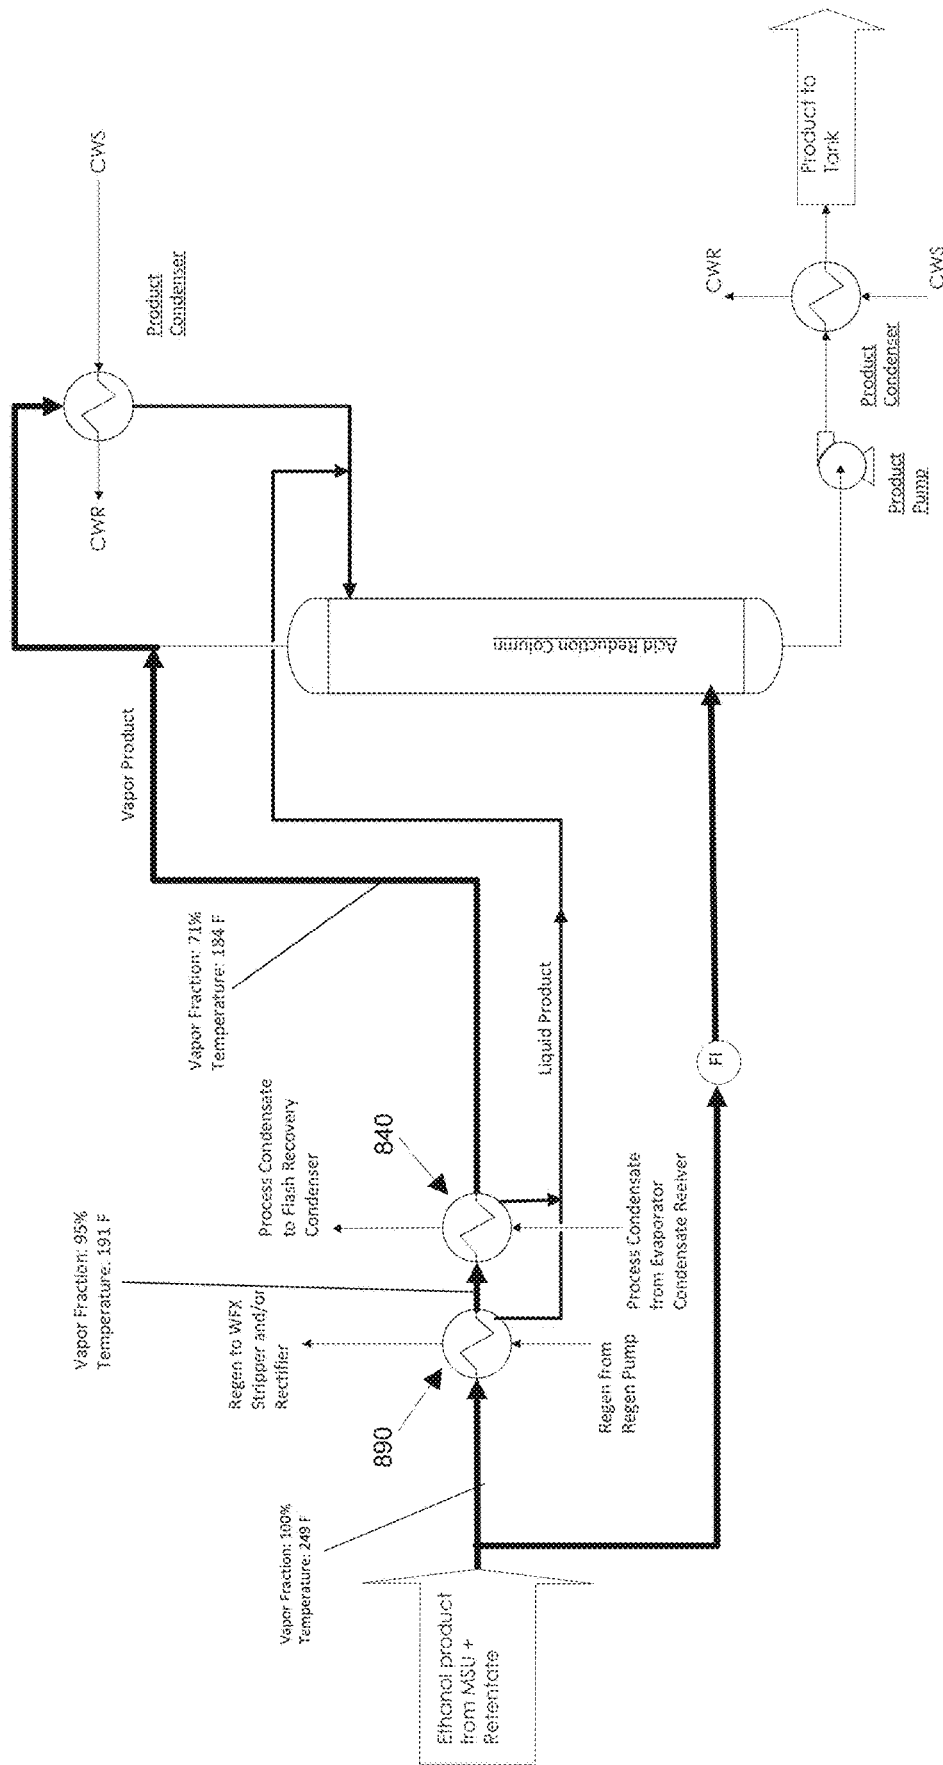 Ethanol product
from MSU +
Retentate
Vapor Fraction: 100%
Temperature: 249 F
890
Regen from
Regen Pump
Regen to WFX
Stripper and/or
Rectifier
Vapor Fraction: 95%
Temperature: 191 F
840
Process Condensate
to Flash Recovery
Condenser
Process Condensate
from Evaporator
Condensate Reeiver
Vapor Fraction: 71%
Temperature: 184 F
Liquid Product
FI
Vapor Product
Acid Reduction Column
CWR
CWS
Product
Condenser
Product
Pump
Product
Condenser
CWR
CWS
Product to
Tank